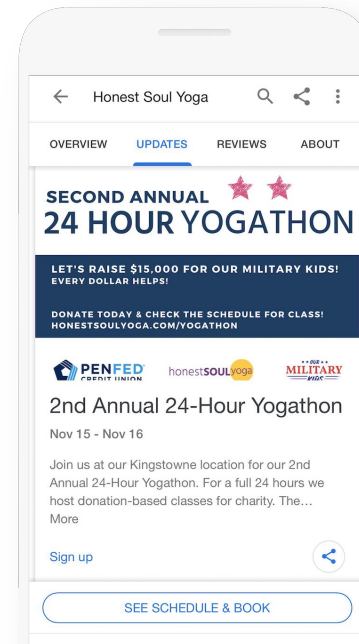 Honest Soul Yoga
OVERVIEW UPDATES REVIEWS ABOUT
SECOND ANNUAL
24 HOUR YOGATHON
LET'S RAISE $15,000 FOR OUR MILITARY KIDS!
EVERY DOLLAR HELPS!
DONATE TODAY & CHECK THE SCHEDULE FOR CLASS!
HONESTSOULYOGA.COM/YOGATHON
PENFED honestSOULyoga OUR
CREDIT UNION MILITARY
KIDS
2nd Annual 24-Hour Yogathon
Nov 15 - Nov 16
Join us at our Kingstowne location for our 2nd
Annual 24-Hour Yogathon. For a full 24 hours we
host donation-based classes for charity. The…
More
Sign up
SEE SCHEDULE & BOOK